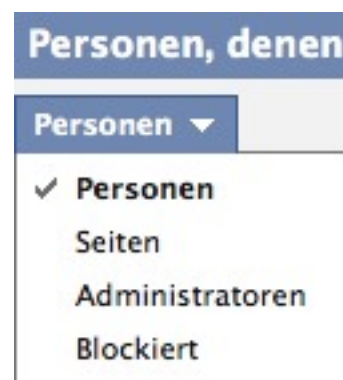 Personen, denen
Personen
Personen
Seiten
Administratoren
Blockiert